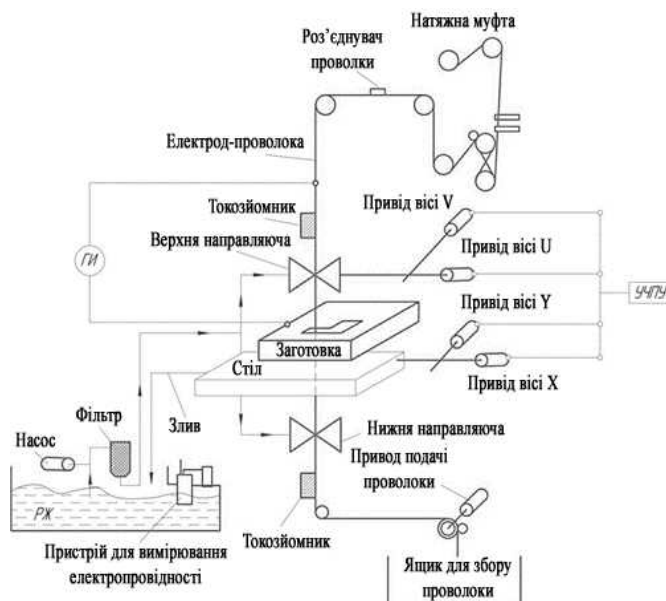 Натяжна муфта
Роз’єднувач
проволки
Електрод-проволока
Привід вісі V
Токозйомник
Привід вісі U
Верхня направляюча
ГИ
Привід вісі Y
УЧПУ
Заготовка
Стіл
Привід вісі X
Фільтр
Злив
Насос
Нижня направляюча
Привод подачі
проволоки
РЖ
Токозйомник
Пристрій для вимірювання
електропровідності
Ящик для збору
проволоки